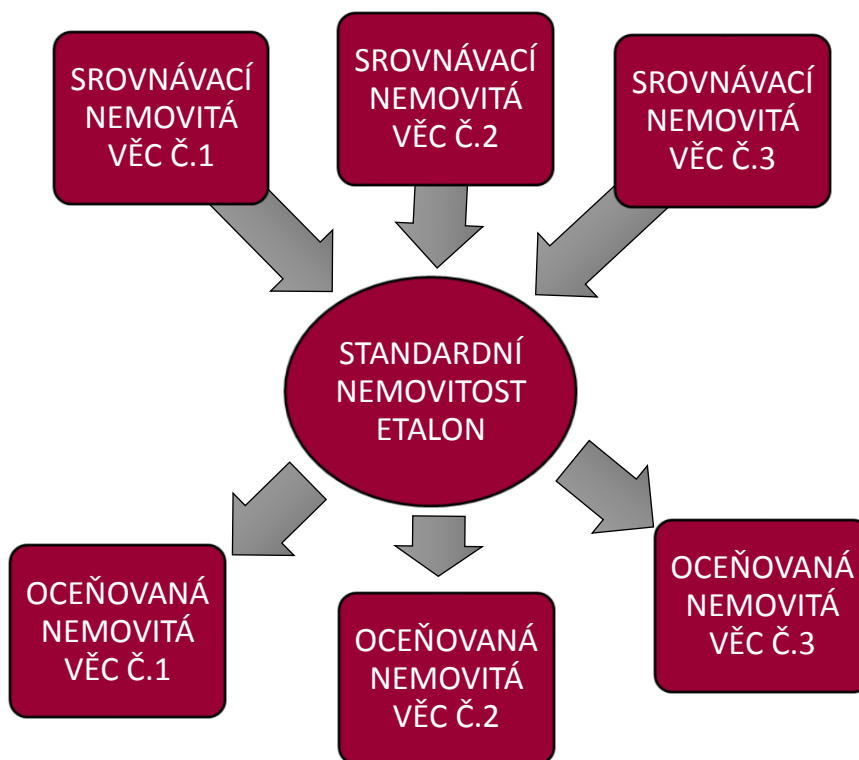 SROVNÁVACÍ
NEMOVITÁ
VĚC Č.1
SROVNÁVACÍ
NEMOVITÁ
VĚC Č.2
SROVNÁVACÍ
NEMOVITÁ
VĚC Č.3
STANDARDNÍ
NEMOVITOST
ETALON
OCEŇOVANÁ
NEMOVITÁ
VĚC Č.1
OCEŇOVANÁ
NEMOVITÁ
VĚC Č.2
OCEŇOVANÁ
NEMOVITÁ
VĚC Č.3